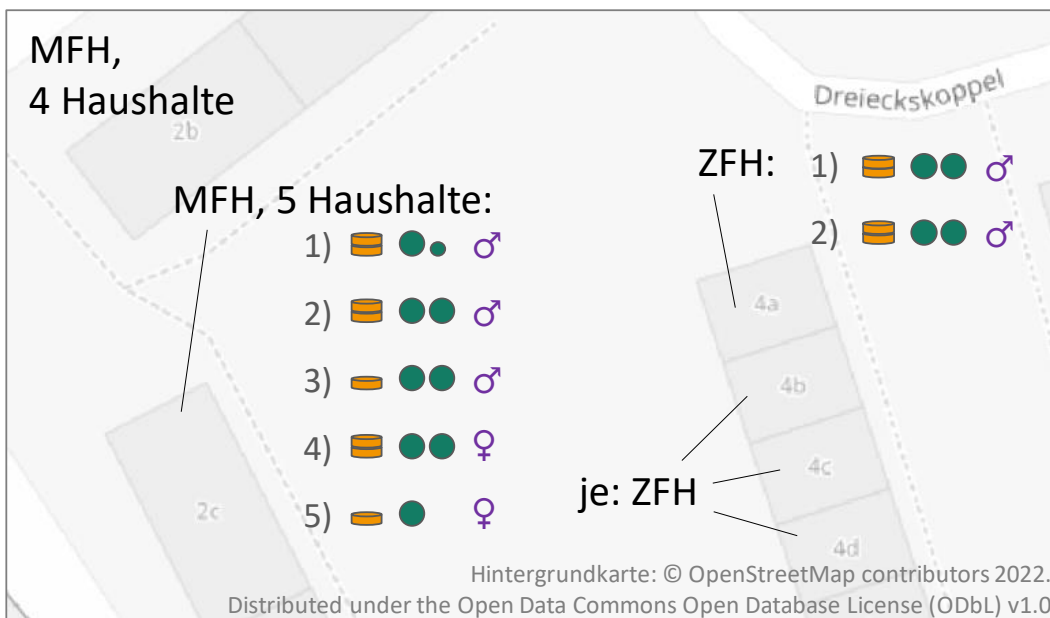 MFH,
4 Haushalte
2b
Dreieckskoppel
ZFH: 1) ♂
2) ♂
MFH, 5 Haushalte:
1) ♂
2) ♂
3) ♂
4) ♀
5) ♀
4a
4b
4c
4d
je: ZFH
2c
Hintergrundkarte: © OpenStreetMap contributors 2022.
Distributed under the Open Data Commons Open Database License (ODbL) v1.0